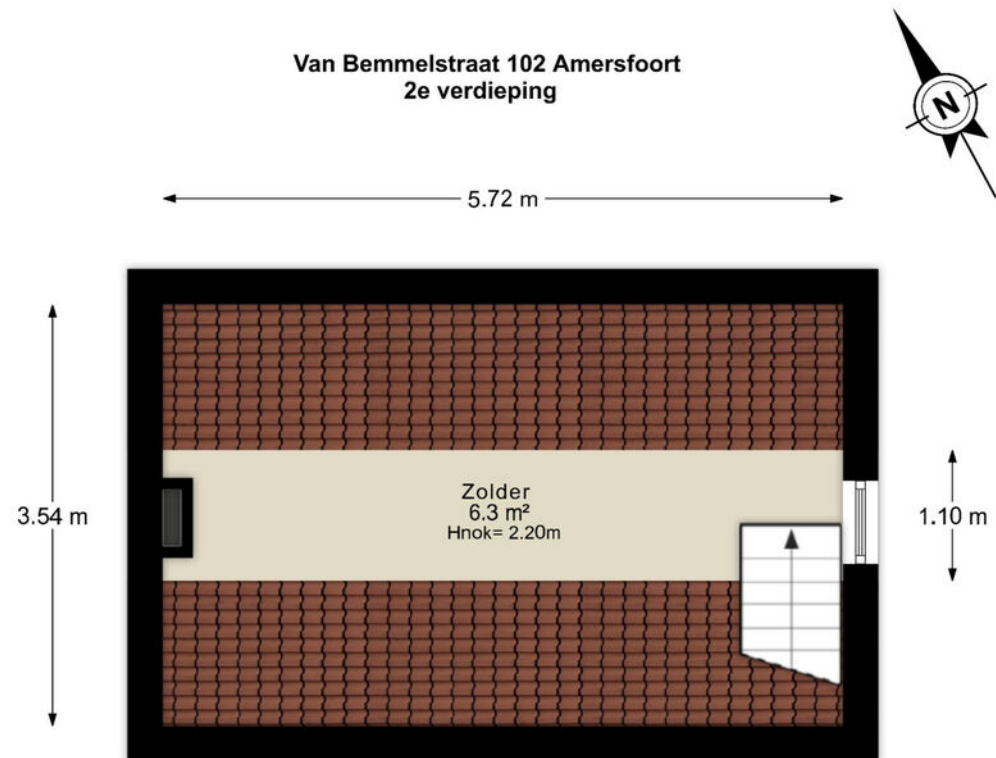 Van Bemmelstraat 102 Amersfoort
2e verdieping
N
5.72 m
3.54 m
Zolder
6.3 m²
Hnok= 2.20m
1.10 m